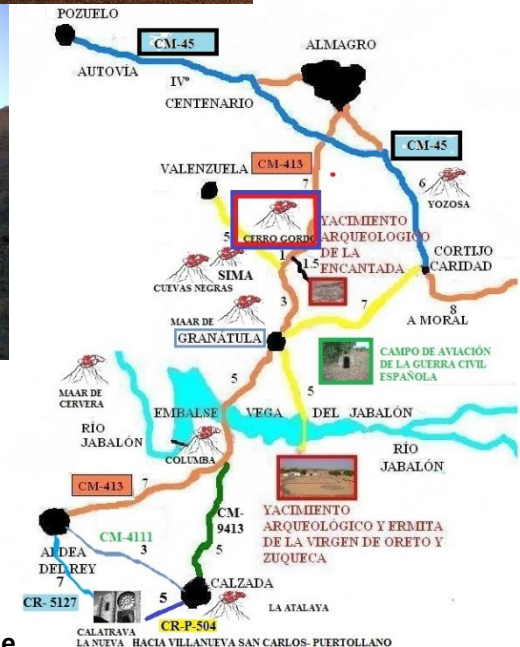 POZUELO
CM-45
ALMAGRO
AUTOVÍA
IVº
CENTENARIO
CM-45
VALENZUELA
CM-413
7
6
YOZOSA
5
CERRO GORDO
YACIMIENTO
ARQUEOLOGICO
DE LA
ENCANTADA
1
1.5
SIMA
CUEVAS NEGRAS
CORTIJO
CARIDAD
3
7
8
A MORAL
MAAR DE
GRANÁTULA
CAMPO DE AVIACIÓN
DE LA GUERRA CIVIL
ESPAÑOLA
5
5
MAAR DE
CERVERA
EMBALSE VEGA DEL JABALÓN
RÍO
JABALÓN
COLUMBA
RÍO
JABALÓN
CM-413
7
CM-
9413
YACIMIENTO
ARQUEOLÓGICO Y ERMITA
DE LA VIRGEN DE ORETO Y
ZUQUECA
CM-4111
3
5
ALDEA
DEL REY
7
CALZADA
CR- 5127
5
LA ATALAYA
CR-P-504
CALATRAVA
LA NUEVA
HACIA VILLANUEVA SAN CARLOS- PUERTOLLANO